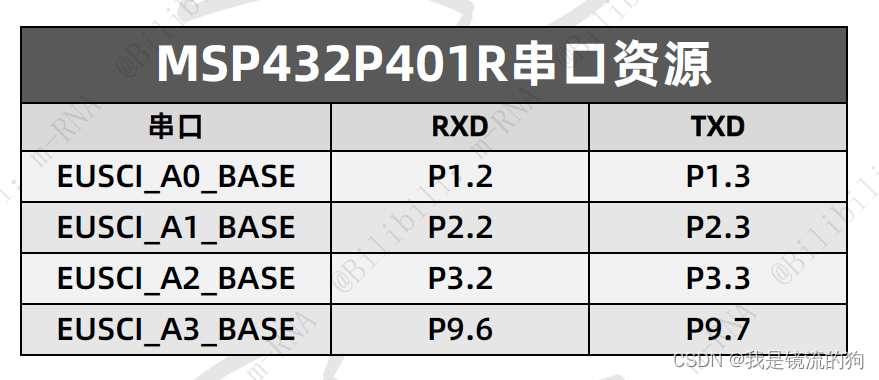 MSP432P401R串口资源
串口 RXD TXD
EUSCI_A0_BASE P1.2 P1.3
EUSCI_A1_BASE P2.2 P2.3
EUSCI_A2_BASE P3.2 P3.3
EUSCI_A3_BASE P9.6 P9.7
@Bilibili: m-RNA
CSDN @我是镜流的狗